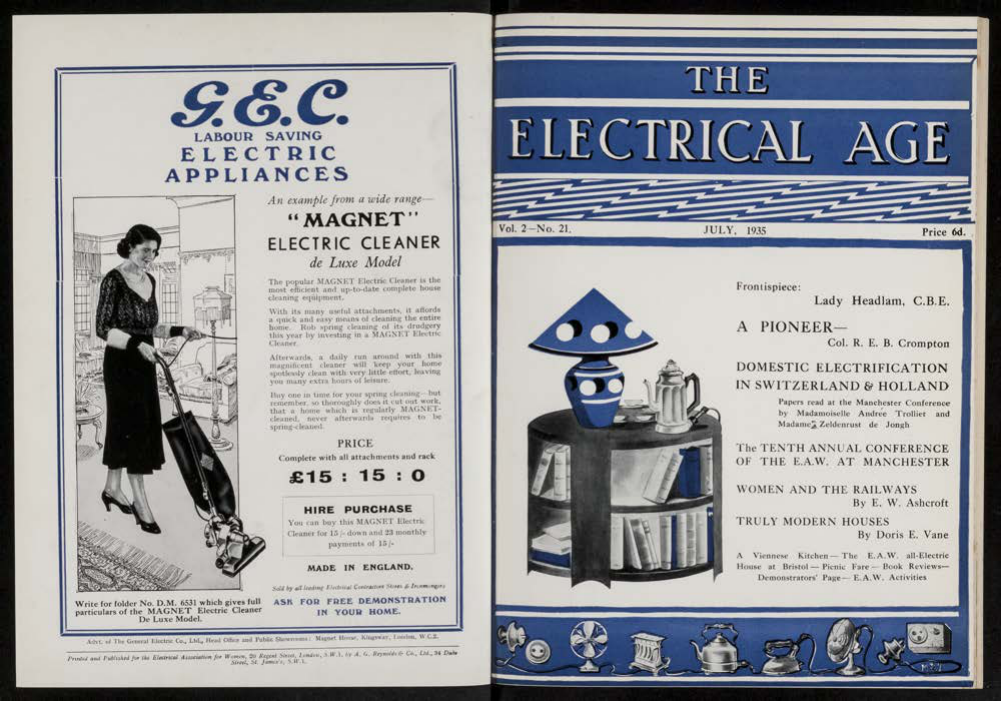 G.E.C.
LABOUR SAVING
ELECTRIC
APPLIANCES
An example from a wide range—
"MAGNET"
ELECTRIC CLEANER
de Luxe Model
The popular MAGNET Electric Cleaner is the
most efficient and up-to-date complete house
cleaning equipment.
With its many useful attachments, it affords
a quick and easy means of cleaning the entire
home. Rob spring cleaning of its drudgery
this year by investing in a MAGNET Electric
Cleaner.
Afterwards, a daily run around with this
magnificent cleaner will keep your home
spotlessly clean with very little effort, leaving
you many extra hours of leisure.
Buy one in time for your spring cleaning—but
remember, so thoroughly does it cut out work,
that a home which is regularly MAGNET-
cleaned, never afterwards requires to be
spring-cleaned.
PRICE
Complete with all attachments and rack
£15 : 15 : 0
HIRE PURCHASE
You can buy this MAGNET Electric
Cleaner for 15/- down and 23 monthly
payments of 15/-
MADE IN ENGLAND.
Sold by all leading Electrical Contractors Stores & Ironmongers
ASK FOR FREE DEMONSTRATION
IN YOUR HOME.
Write for folder No. D.M. 6531 which gives full
particulars of the MAGNET Electric Cleaner
De Luxe Model.
Advt. of The General Electric Co., Ltd., Head Office and Public Showrooms: Magnet House, Kingsway, London, W.C.2.
Printed and Published for the Electrical Association for Women, 20 Regent Street, London, S.W.1, by A. G. Reynolds & Co., Ltd., 34 Duke
Street, St. James's, S.W.1.
THE
ELECTRICAL AGE
Vol. 2—No. 21. JULY, 1935 Price 6d.
Frontispiece:
Lady Headlam, C.B.E.
A PIONEER—
Col. R. E. B. Crompton
DOMESTIC ELECTRIFICATION
IN SWITZERLAND & HOLLAND
Papers read at the Manchester Conference
by Madamoiselle Andrée Trollier and
Madame Zeldenrust de Jongh
The TENTH ANNUAL CONFERENCE
OF THE E.A.W. AT MANCHESTER
WOMEN AND THE RAILWAYS
By E. W. Ashcroft
TRULY MODERN HOUSES
By Doris E. Vane
A Viennese Kitchen—The E.A.W. all-Electric
House at Bristol—Picnic Fare—Book Reviews—
Demonstrators' Page—E.A.W. Activities